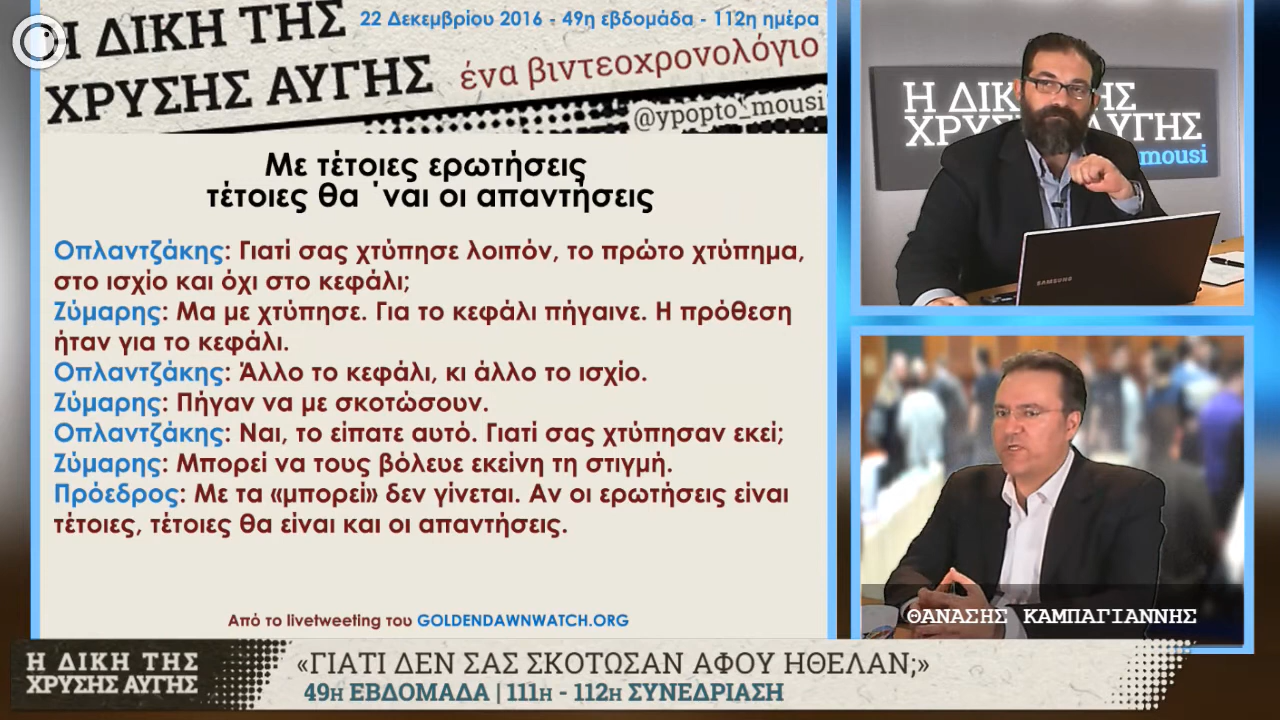 Η ΔΙΚΗ ΤΗΣ
ΧΡΥΣΗΣ ΑΥΓΗΣ
22 Δεκεμβρίου 2016 - 49η εβδομάδα - 112η ημέρα
ένα βιντεοχρονολόγιο
@ypopto_mousi
Με τέτοιες ερωτήσεις
τέτοιες θα ΄ναι οι απαντήσεις
Οπλαντζάκης: Γιατί σας χτύπησε λοιπόν, το πρώτο χτύπημα,
στο ισχίο και όχι στο κεφάλι;
Ζύμαρης: Μα με χτύπησε. Για το κεφάλι πήγαινε. Η πρόθεση
ήταν για το κεφάλι.
Οπλαντζάκης: Άλλο το κεφάλι, κι άλλο το ισχίο.
Ζύμαρης: Πήγαν να με σκοτώσουν.
Οπλαντζάκης: Ναι, το είπατε αυτό. Γιατί σας χτύπησαν εκεί;
Ζύμαρης: Μπορεί να τους βόλευε εκείνη τη στιγμή.
Πρόεδρος: Με τα «μπορεί» δεν γίνεται. Αν οι ερωτήσεις είναι
τέτοιες, τέτοιες θα είναι και οι απαντήσεις.
Από το livetweeting του GOLDENDAWNWATCH.ORG
Η ΔΙΚ ΗΣ
ΧΡΥΣ ΑΥΓΗΣ
mousi
SAMSUNG
ΘΑΝΑΣΗΣ ΚΑΜΠΑΓΙΑΝΝΗΣ
Η ΔΙΚΗ ΤΗΣ
ΧΡΥΣΗΣ ΑΥΓΗΣ
«ΓΙΑΤΙ ΔΕΝ ΣΑΣ ΣΚΟΤΩΣΑΝ ΑΦΟΥ ΗΘΕΛΑΝ;»
49η ΕΒΔΟΜΑΔΑ | 111η - 112η ΣΥΝΕΔΡΙΑΣΗ